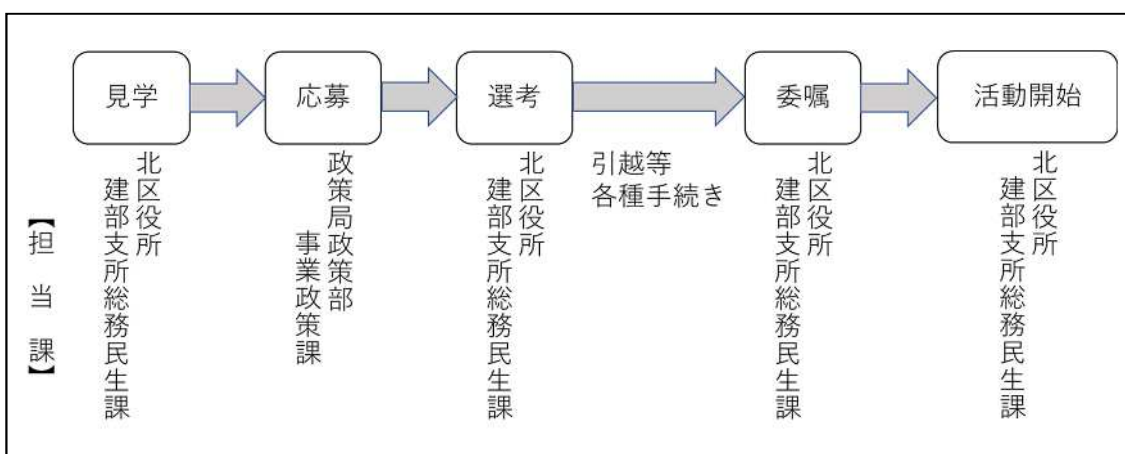 見学
応募
選考
委嘱
活動開始
引越等
各種手続き
【担当課】
北区役所
建部支所総務民生課
政策局政策部
事業政策課
北区役所
建部支所総務民生課
北区役所
建部支所総務民生課
北区役所
建部支所総務民生課